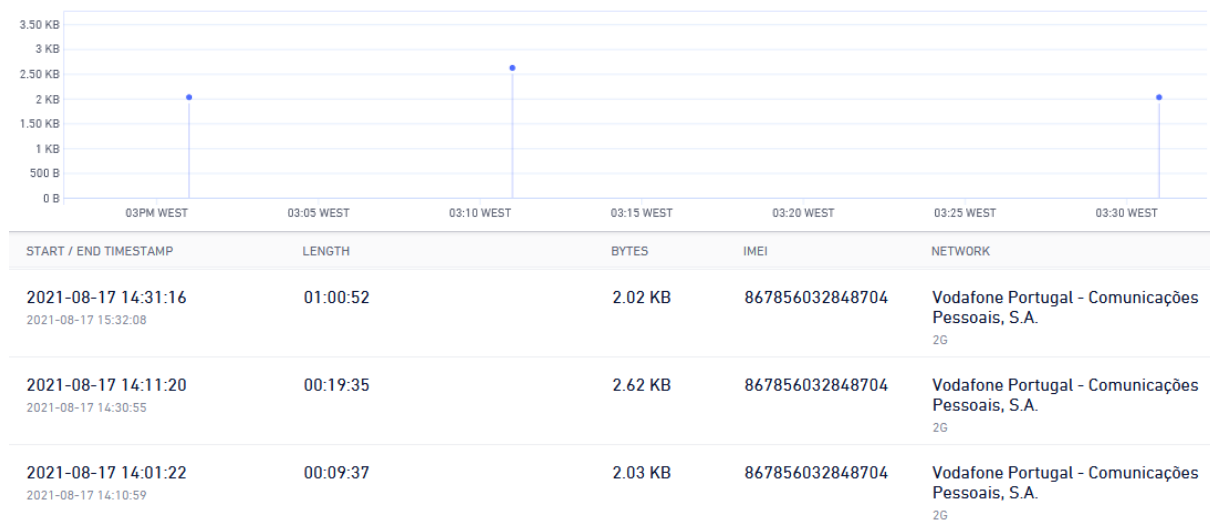 3.50 KB
3 KB
2.50 KB
2 KB
1.50 KB
1 KB
500 B
0 B
03PM WEST 03:05 WEST 03:10 WEST 03:15 WEST 03:20 WEST 03:25 WEST 03:30 WEST
START / END TIMESTAMP LENGTH BYTES IMEI NETWORK
2021-08-17 14:31:16 01:00:52 2.02 KB 867856032848704 Vodafone Portugal - Comunicações
2021-08-17 15:32:08 Pessoais, S.A.
2G
2021-08-17 14:11:20 00:19:35 2.62 KB 867856032848704 Vodafone Portugal - Comunicações
2021-08-17 14:30:55 Pessoais, S.A.
2G
2021-08-17 14:01:22 00:09:37 2.03 KB 867856032848704 Vodafone Portugal - Comunicações
2021-08-17 14:10:59 Pessoais, S.A.
2G